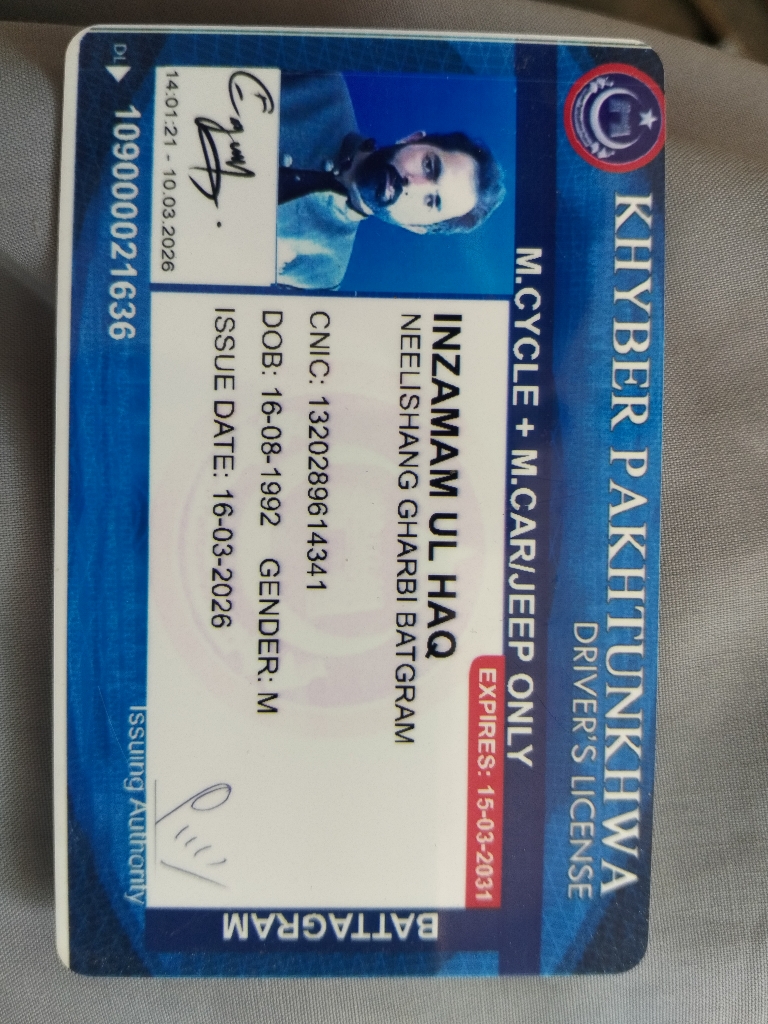 KHYBER PAKHTUNKHWA
DRIVER'S LICENSE
M.CYCLE + M.CAR/JEEP ONLY
EXPIRES: 15-03-2031
INZAMAM UL HAQ
NEELISHANG GHARBI BATGRAM
CNIC: 1320289614341
DOB: 16-08-1992 GENDER: M
ISSUE DATE: 16-03-2026
14:01:21 - 10.03.2026
DL 109000021636
Issuing Authority
BATTAGRAM